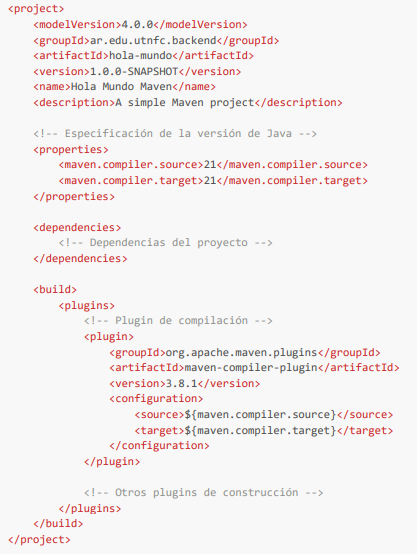 <project>
<modelVersion>4.0.0</modelVersion>
<groupId>ar.edu.utnfc.backend</groupId>
<artifactId>hola-mundo</artifactId>
<version>1.0.0-SNAPSHOT</version>
<name>Hola Mundo Maven</name>
<description>A simple Maven project</description>
<!-- Especificación de la versión de Java -->
<properties>
<maven.compiler.source>21</maven.compiler.source>
<maven.compiler.target>21</maven.compiler.target>
</properties>
<dependencies>
<!-- Dependencias del proyecto -->
</dependencies>
<build>
<plugins>
<!-- Plugin de compilación -->
<plugin>
<groupId>org.apache.maven.plugins</groupId>
<artifactId>maven-compiler-plugin</artifactId>
<version>3.8.1</version>
<configuration>
<source>${maven.compiler.source}</source>
<target>${maven.compiler.target}</target>
</configuration>
</plugin>
<!-- Otros plugins de construcción -->
</plugins>
</build>
</project>